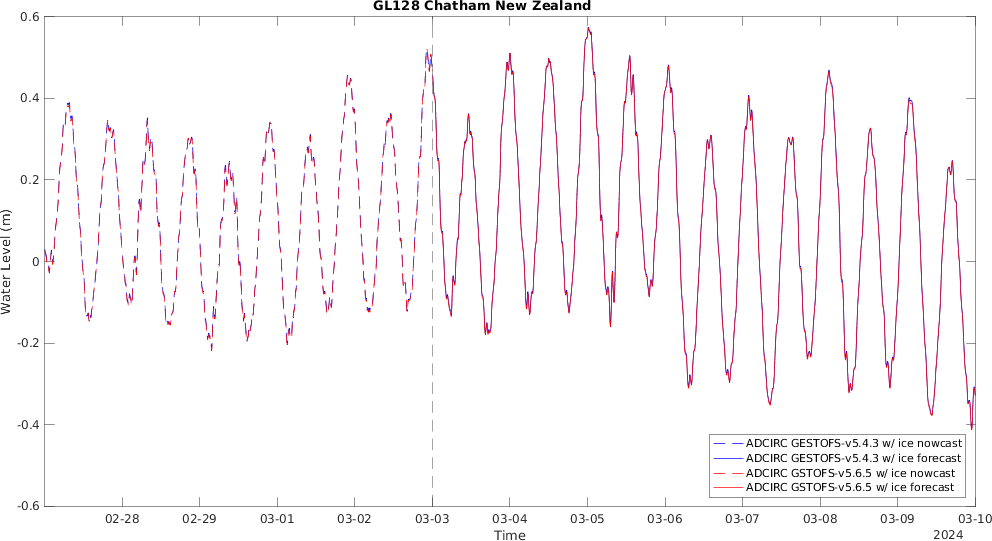 GL128 Chatham New Zealand
Water Level (m)
0.6
0.4
0.2
0
-0.2
-0.4
-0.6
ADCIRC GESTOFS-v5.4.3 w/ ice nowcast
ADCIRC GESTOFS-v5.4.3 w/ ice forecast
ADCIRC GSTOFS-v5.6.5 w/ ice nowcast
ADCIRC GSTOFS-v5.6.5 w/ ice forecast
02-28 02-29 03-01 03-02 03-03 03-04 03-05 03-06 03-07 03-08 03-09 03-10
Time
2024